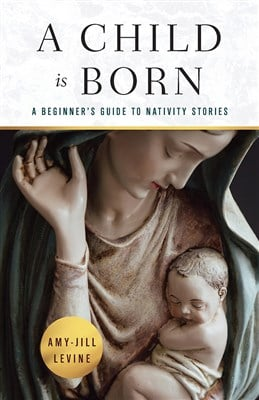 A CHILD
is BORN
A BEGINNER'S GUIDE TO NATIVITY STORIES
AMY-JILL
LEVINE